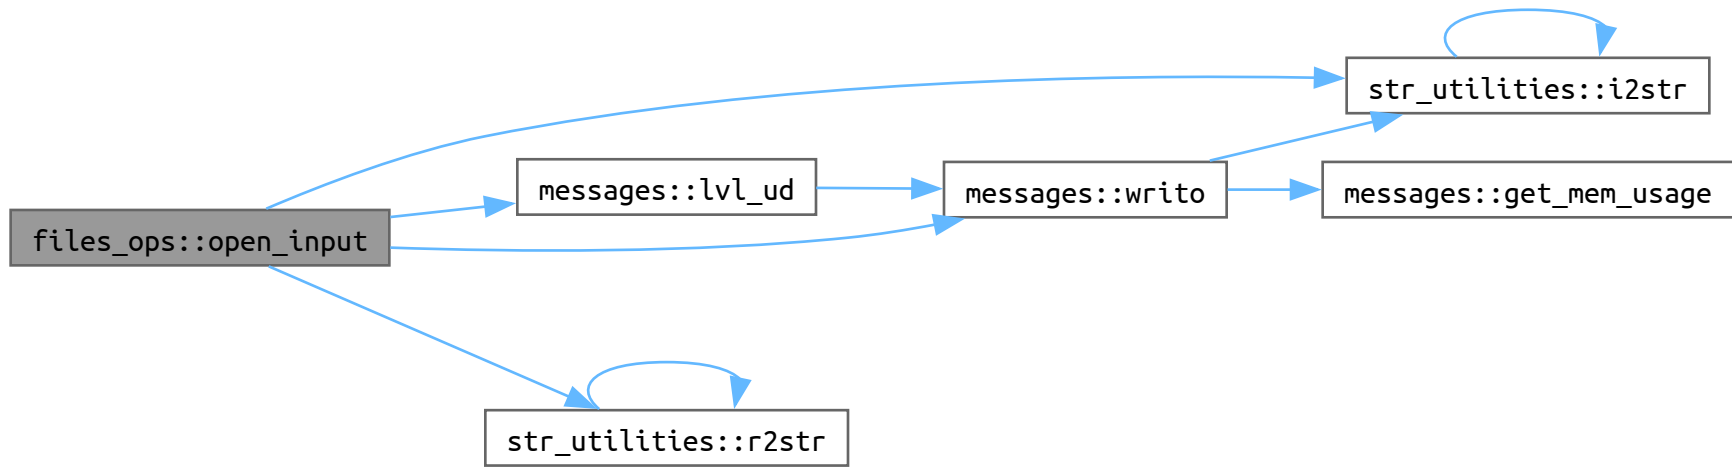 files_ops::open_input
str_utilities::i2str
messages::lvl_ud
messages::writo
messages::get_mem_usage
str_utilities::r2str